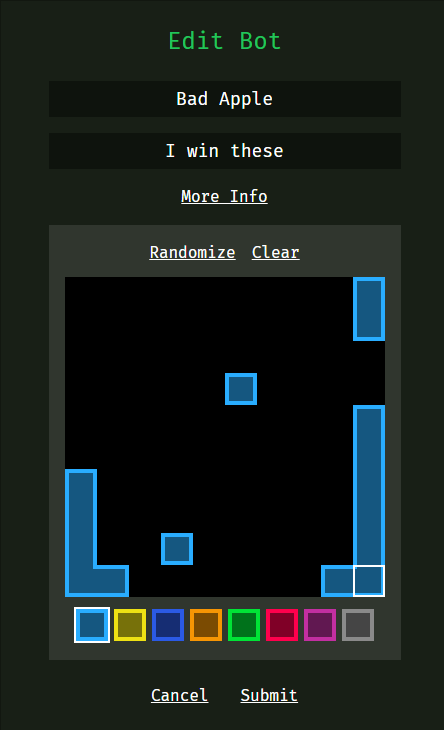 Edit Bot
Bad Apple
I win these
More Info
Randomize Clear
Cancel Submit